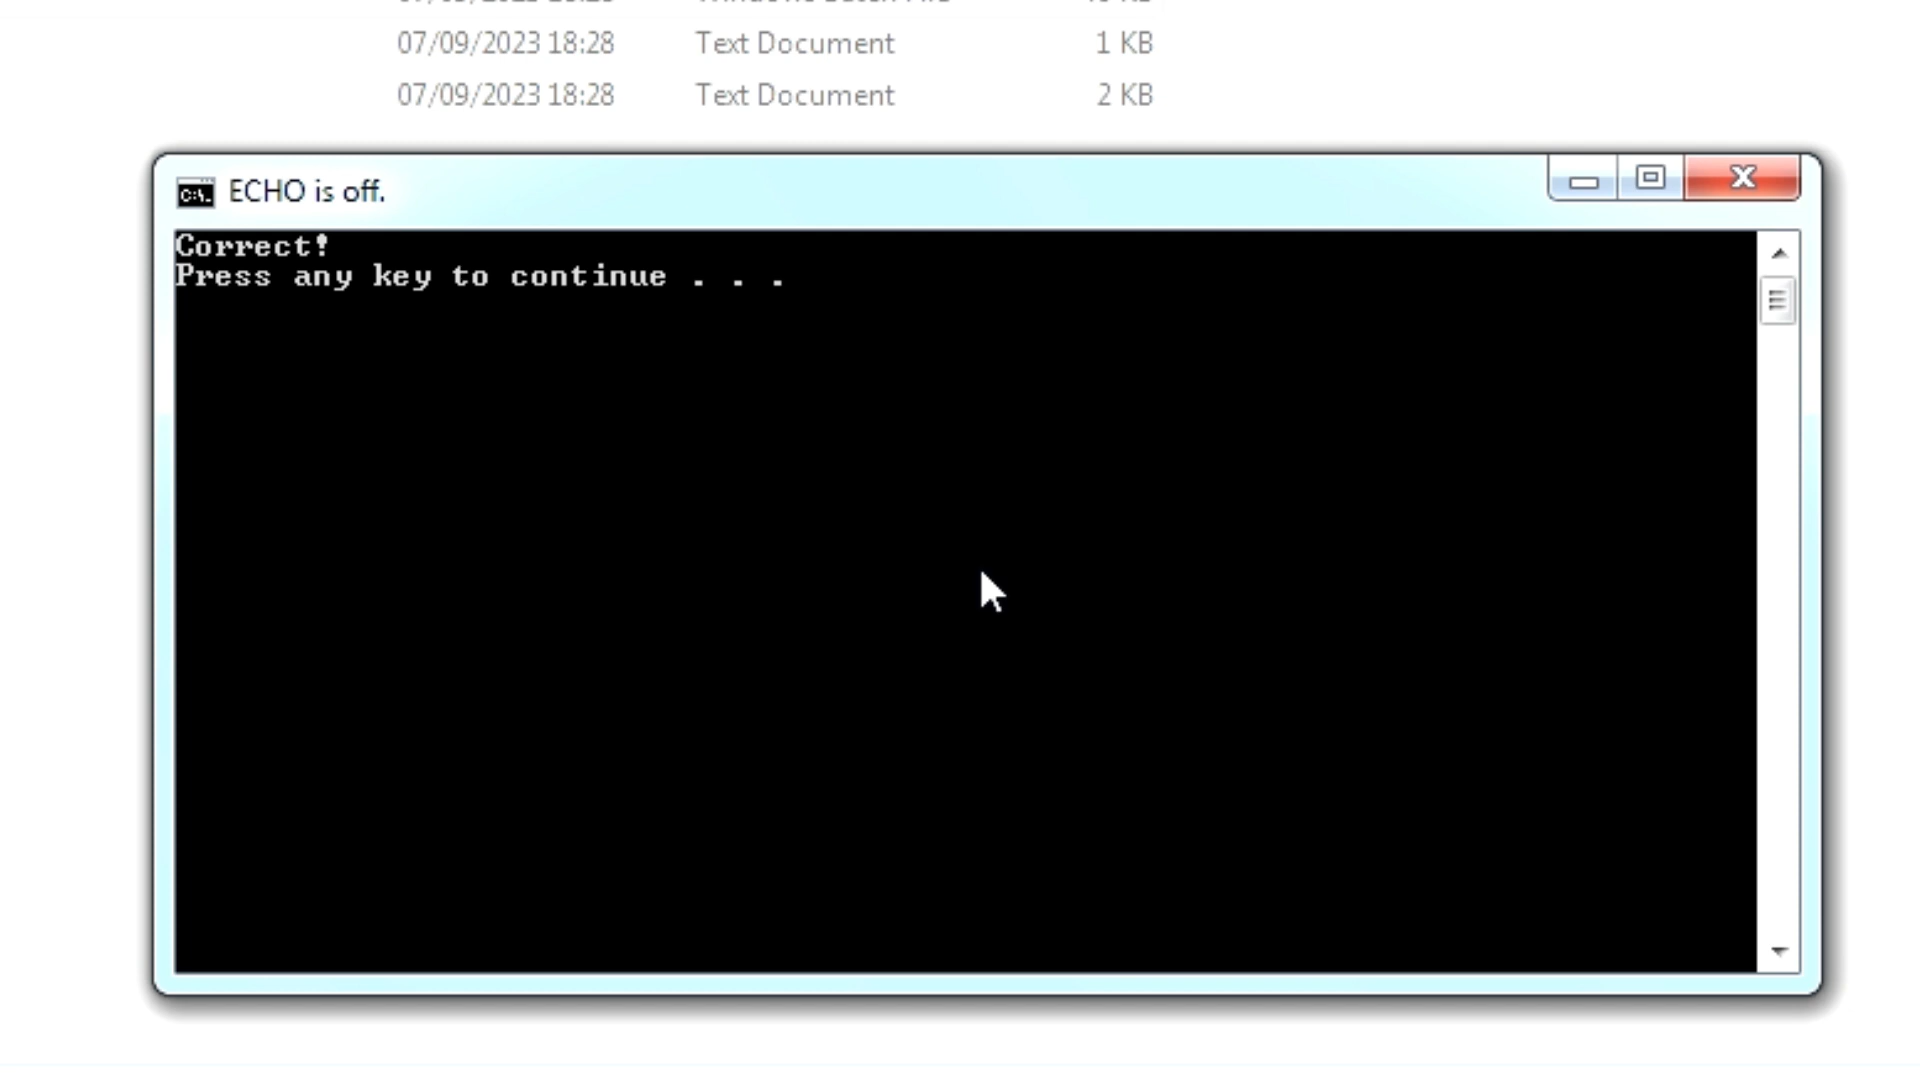 07/09/2023 18:28 Text Document 1 KB
07/09/2023 18:28 Text Document 2 KB
C:\. ECHO is off.
Correct!
Press any key to continue . . .